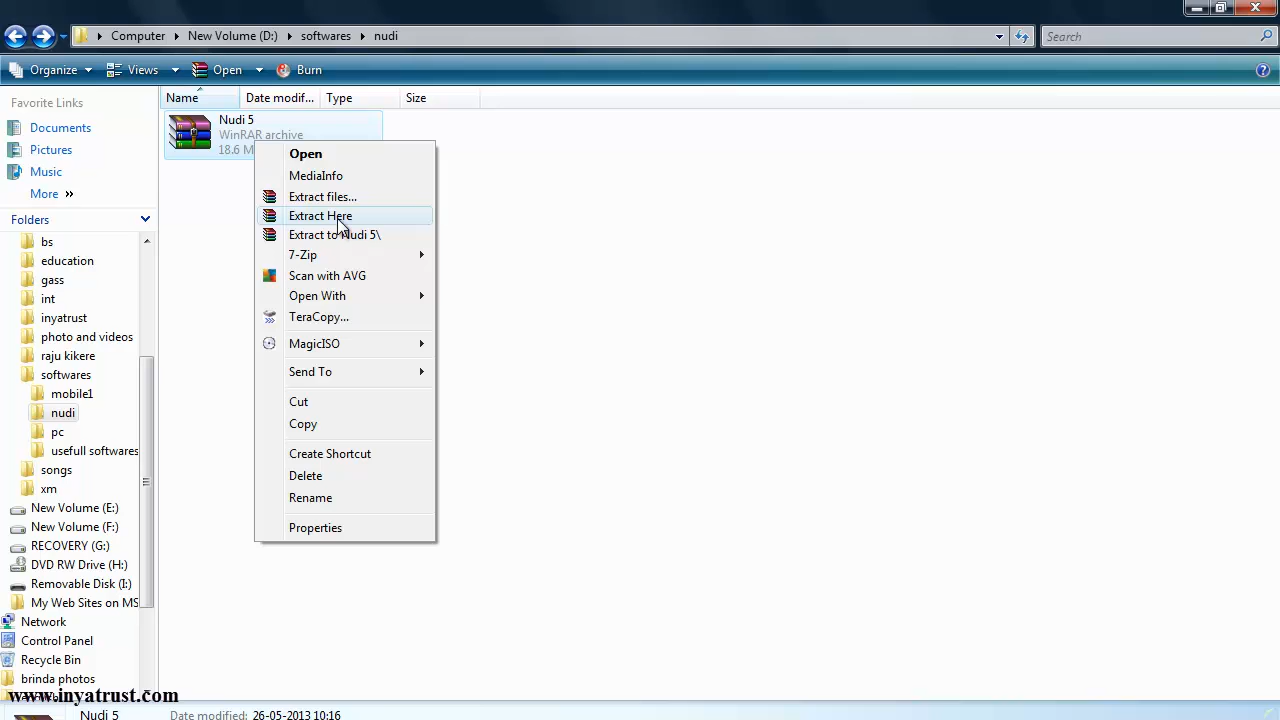 Computer New Volume (D:) softwares nudi
Search
Organize Views Open Burn
Favorite Links
Documents
Pictures
Music
More »
Folders
bs
education
gass
int
inyatrust
photo and videos
raju kikere
softwares
mobile1
nudi
pc
usefull softwares
songs
xm
New Volume (E:)
New Volume (F:)
RECOVERY (G:)
DVD RW Drive (H:)
Removable Disk (I:)
My Web Sites on MS
Network
Control Panel
Recycle Bin
brinda photos
www.inyatrust.com
Name Date modif... Type Size
Nudi 5
WinRAR archive
18.6 M
Open
MediaInfo
Extract files...
Extract Here
Extract to Nudi 5\
7-Zip
Scan with AVG
Open With
TeraCopy...
MagicISO
Send To
Cut
Copy
Create Shortcut
Delete
Rename
Properties
Nudi 5 Date modified: 26-05-2013 10:16